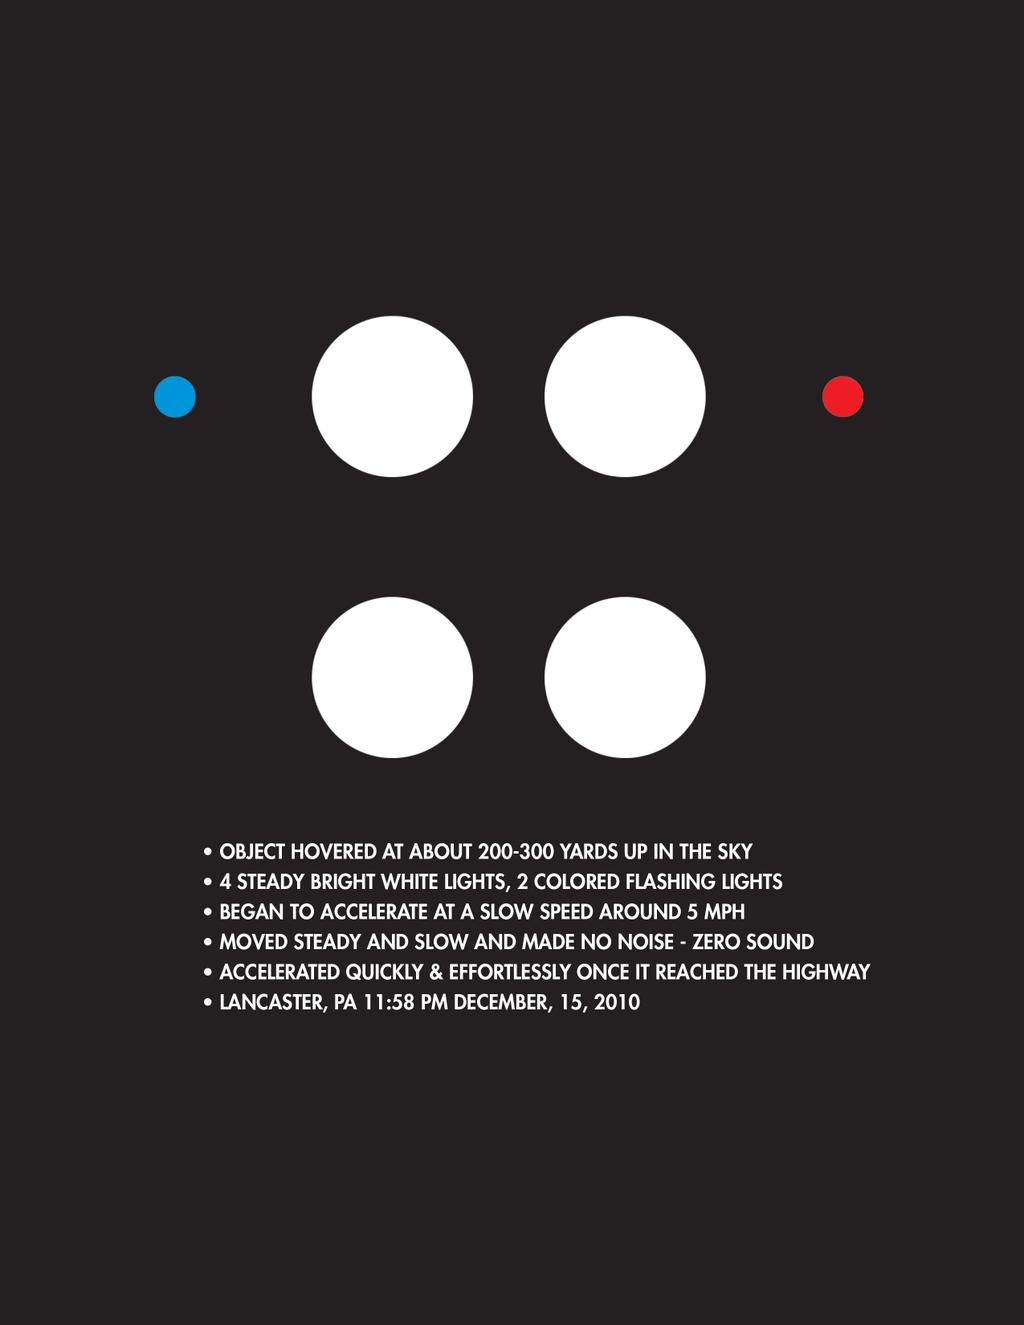 • OBJECT HOVERED AT ABOUT 200-300 YARDS UP IN THE SKY
• 4 STEADY BRIGHT WHITE LIGHTS, 2 COLORED FLASHING LIGHTS
• BEGAN TO ACCELERATE AT A SLOW SPEED AROUND 5 MPH
• MOVED STEADY AND SLOW AND MADE NO NOISE - ZERO SOUND
• ACCELERATED QUICKLY & EFFORTLESSLY ONCE IT REACHED THE HIGHWAY
• LANCASTER, PA 11:58 PM DECEMBER, 15, 2010